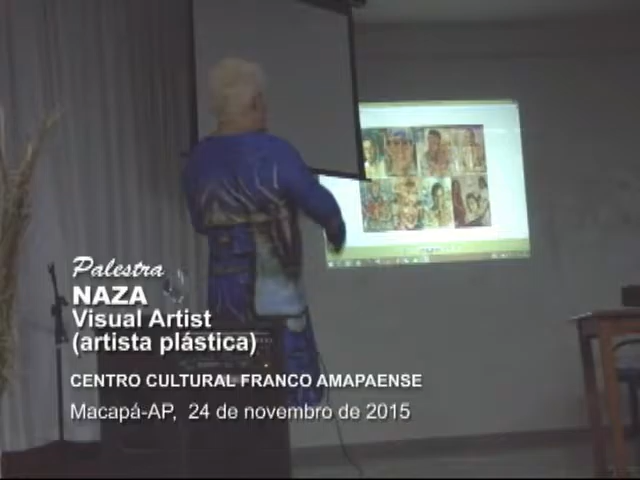 Palestra
NAZA
Visual Artist
(artista plástica)
CENTRO CULTURAL FRANCO AMAPAENSE
Macapá-AP, 24 de novembro de 2015